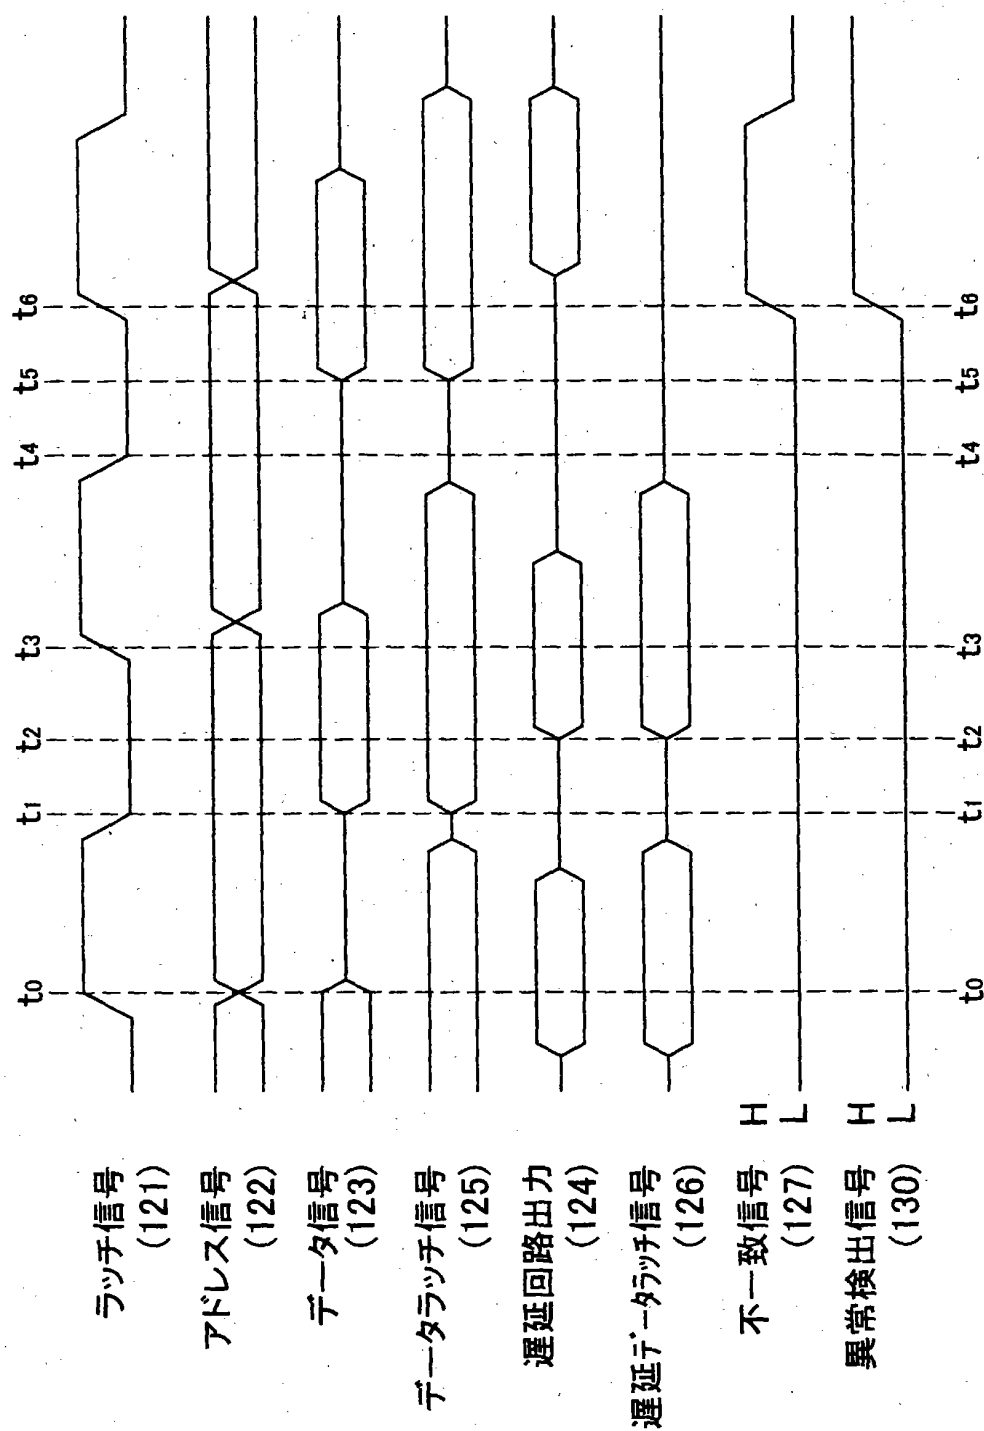 t0 t1 t2 t3 t4 t5 t6
ラッチ信号
(121)
アドレス信号
(122)
データ信号
(123)
データラッチ信号
(125)
遅延回路出力
(124)
遅延データラッチ信号
(126)
不一致信号
(127)
H
L
異常検出信号
(130)
H
L
t0 t1 t2 t3 t4 t5 t6